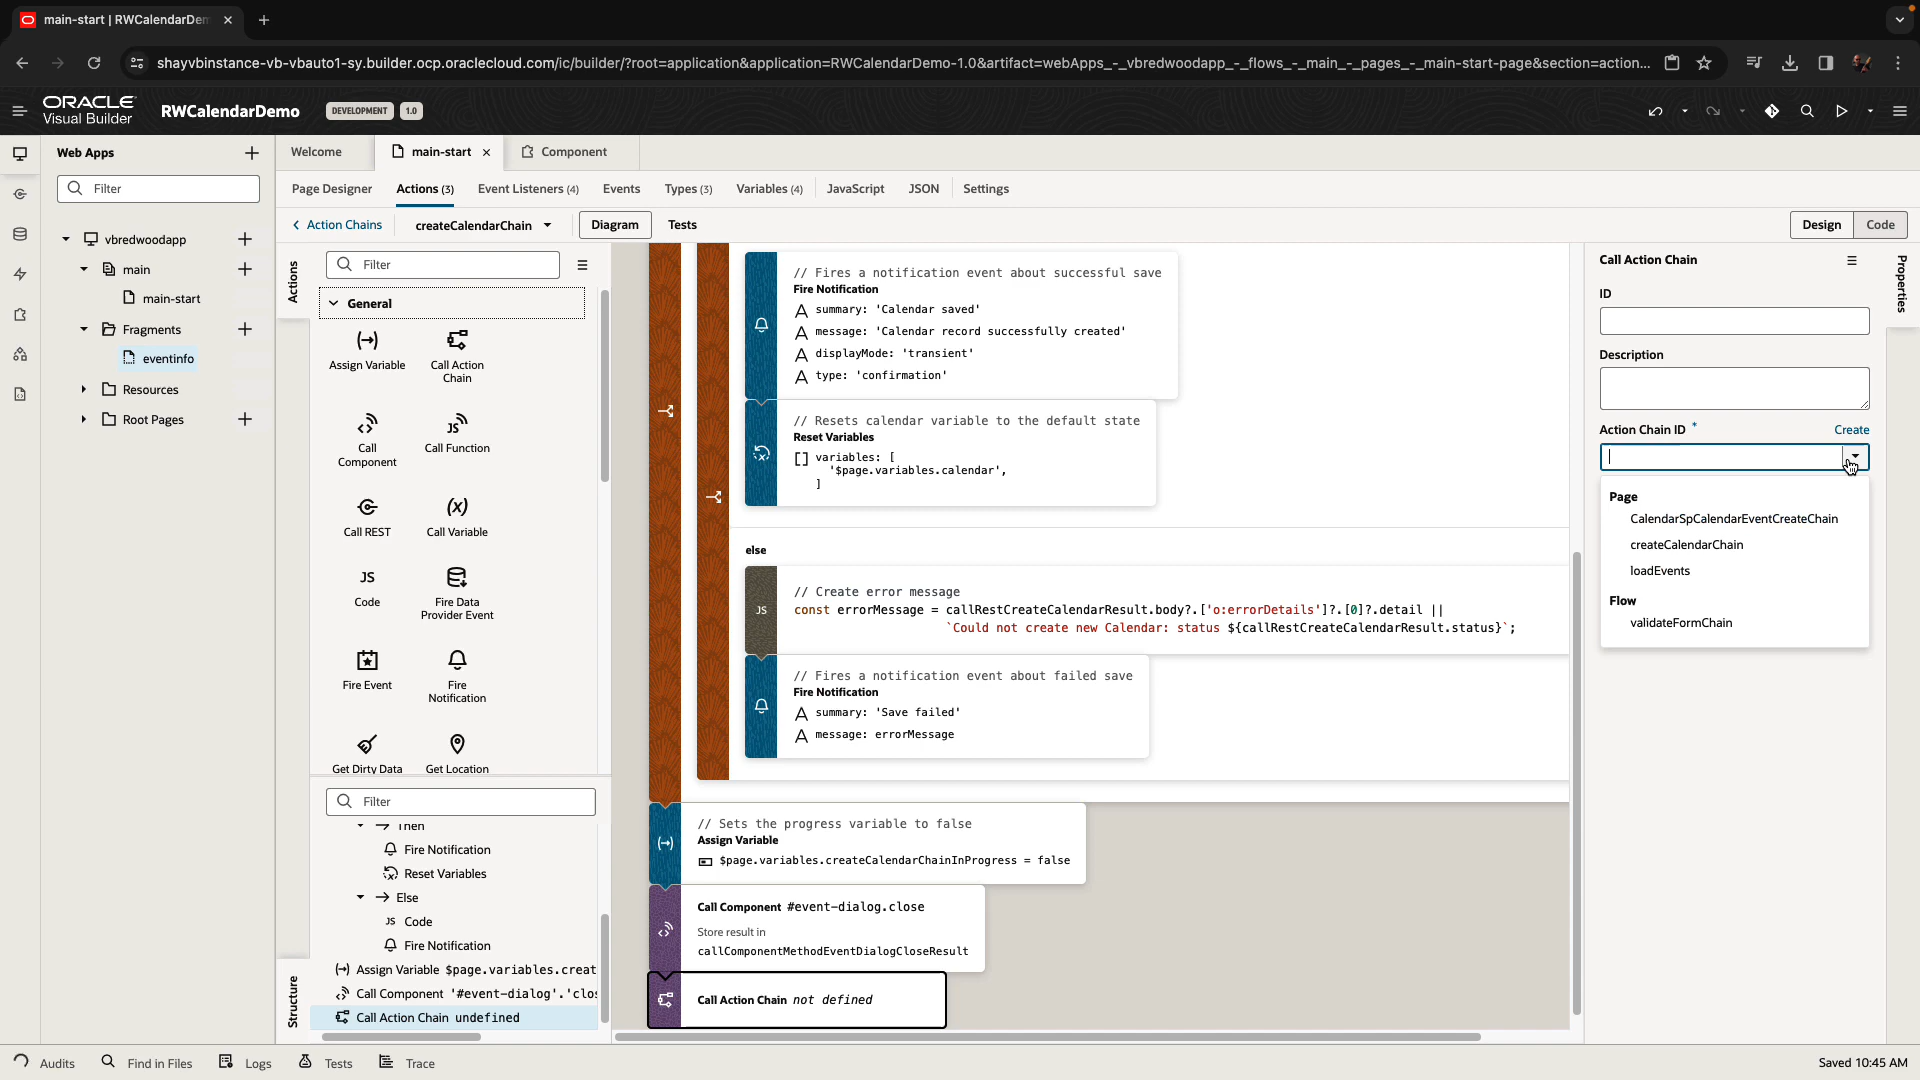 main-start | RWCalendarDem
shayvbinstance-vb-vbauto1-sy.builder.ocp.oraclecloud.com/ic/builder/?root=application&application=RWCalendarDemo-1.0&artifact=webApps_-_vbredwoodapp_-_flows_-_main_-_pages_-_main-start-page&section=action...
ORACLE
Visual Builder
RWCalendarDemo
DEVELOPMENT
1.0
Web Apps
Filter
vbredwoodapp
main
main-start
Fragments
eventinfo
Resources
Root Pages
Welcome
main-start
Component
Page Designer
Actions (3)
Event Listeners (4)
Events
Types (3)
Variables (4)
JavaScript
JSON
Settings
Action Chains
createCalendarChain
Diagram
Tests
Design
Code
Actions
Filter
General
Assign Variable
Call Action
Chain
Call
Component
Call Function
Call REST
Call Variable
JS
Code
Fire Data
Provider Event
Fire Event
Fire
Notification
Get Dirty Data
Get Location
Structure
Filter
Then
Fire Notification
Reset Variables
Else
JS Code
Fire Notification
Assign Variable $page.variables.creat
Call Component '#event-dialog'.'clos
Call Action Chain undefined
// Fires a notification event about successful save
Fire Notification
summary: 'Calendar saved'
message: 'Calendar record successfully created'
displayMode: 'transient'
type: 'confirmation'
// Resets calendar variable to the default state
Reset Variables
variables: [
'$page.variables.calendar',
]
else
JS
// Create error message
const errorMessage = callRestCreateCalendarResult.body?.['o:errorDetails']?.[0]?.detail ||
`Could not create new Calendar: status ${callRestCreateCalendarResult.status}`;
// Fires a notification event about failed save
Fire Notification
summary: 'Save failed'
message: errorMessage
// Sets the progress variable to false
Assign Variable
$page.variables.createCalendarChainInProgress = false
Call Component #event-dialog.close
Store result in
callComponentMethodEventDialogCloseResult
Call Action Chain not defined
Call Action Chain
Properties
ID
Description
Action Chain ID *
Create
Page
CalendarSpCalendarEventCreateChain
createCalendarChain
loadEvents
Flow
validateFormChain
Audits
Find in Files
Logs
Tests
Trace
Saved 10:45 AM